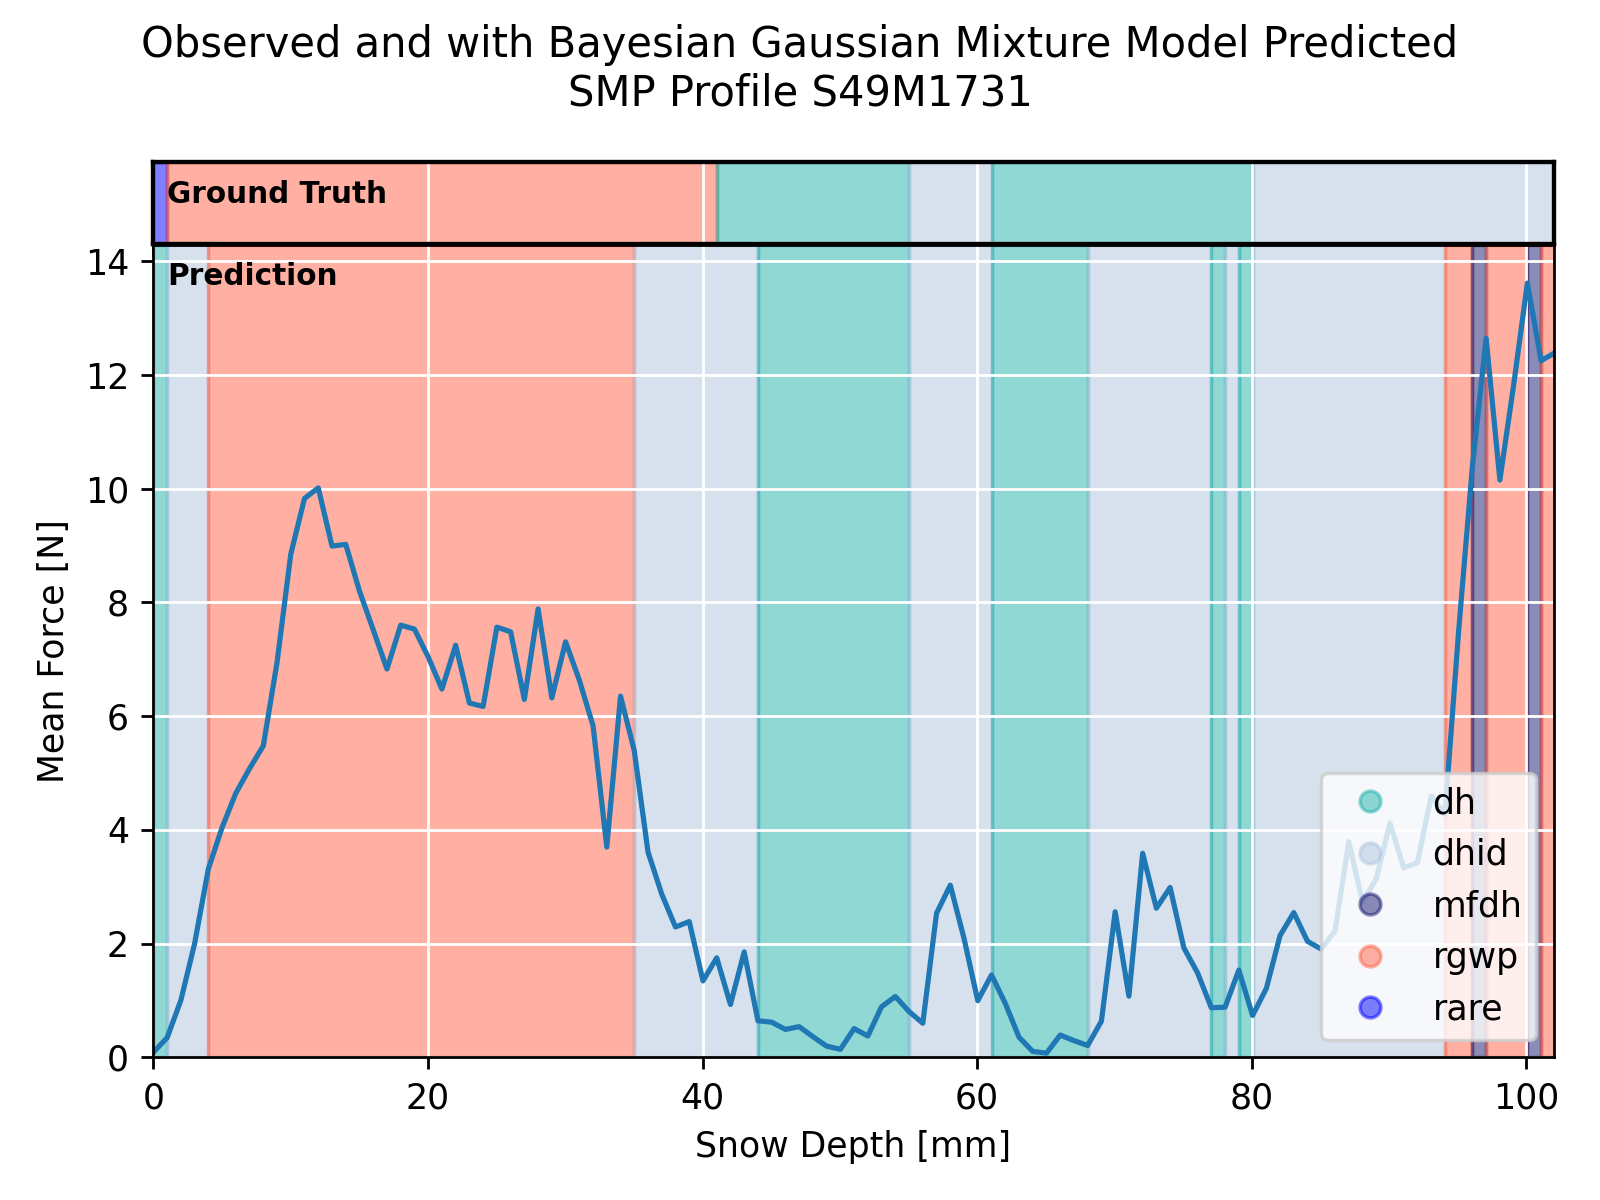 Observed and with Bayesian Gaussian Mixture Model Predicted
SMP Profile S49M1731
Ground Truth
Prediction
14
12
10
8
6
4
2
0
Mean Force [N]
dh
dhid
mfdh
rgwp
rare
0 20 40 60 80 100
Snow Depth [mm]